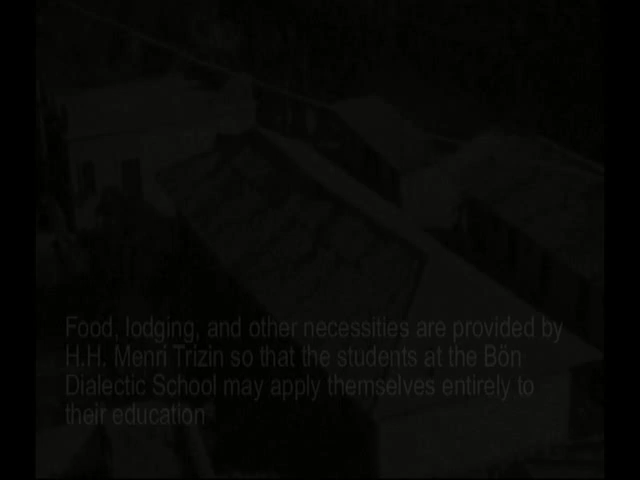 Food, lodging, and other necessities are provided by
H.H. Menri Trizin so that the students at the Bön
Dialectic School may apply themselves entirely to
their education